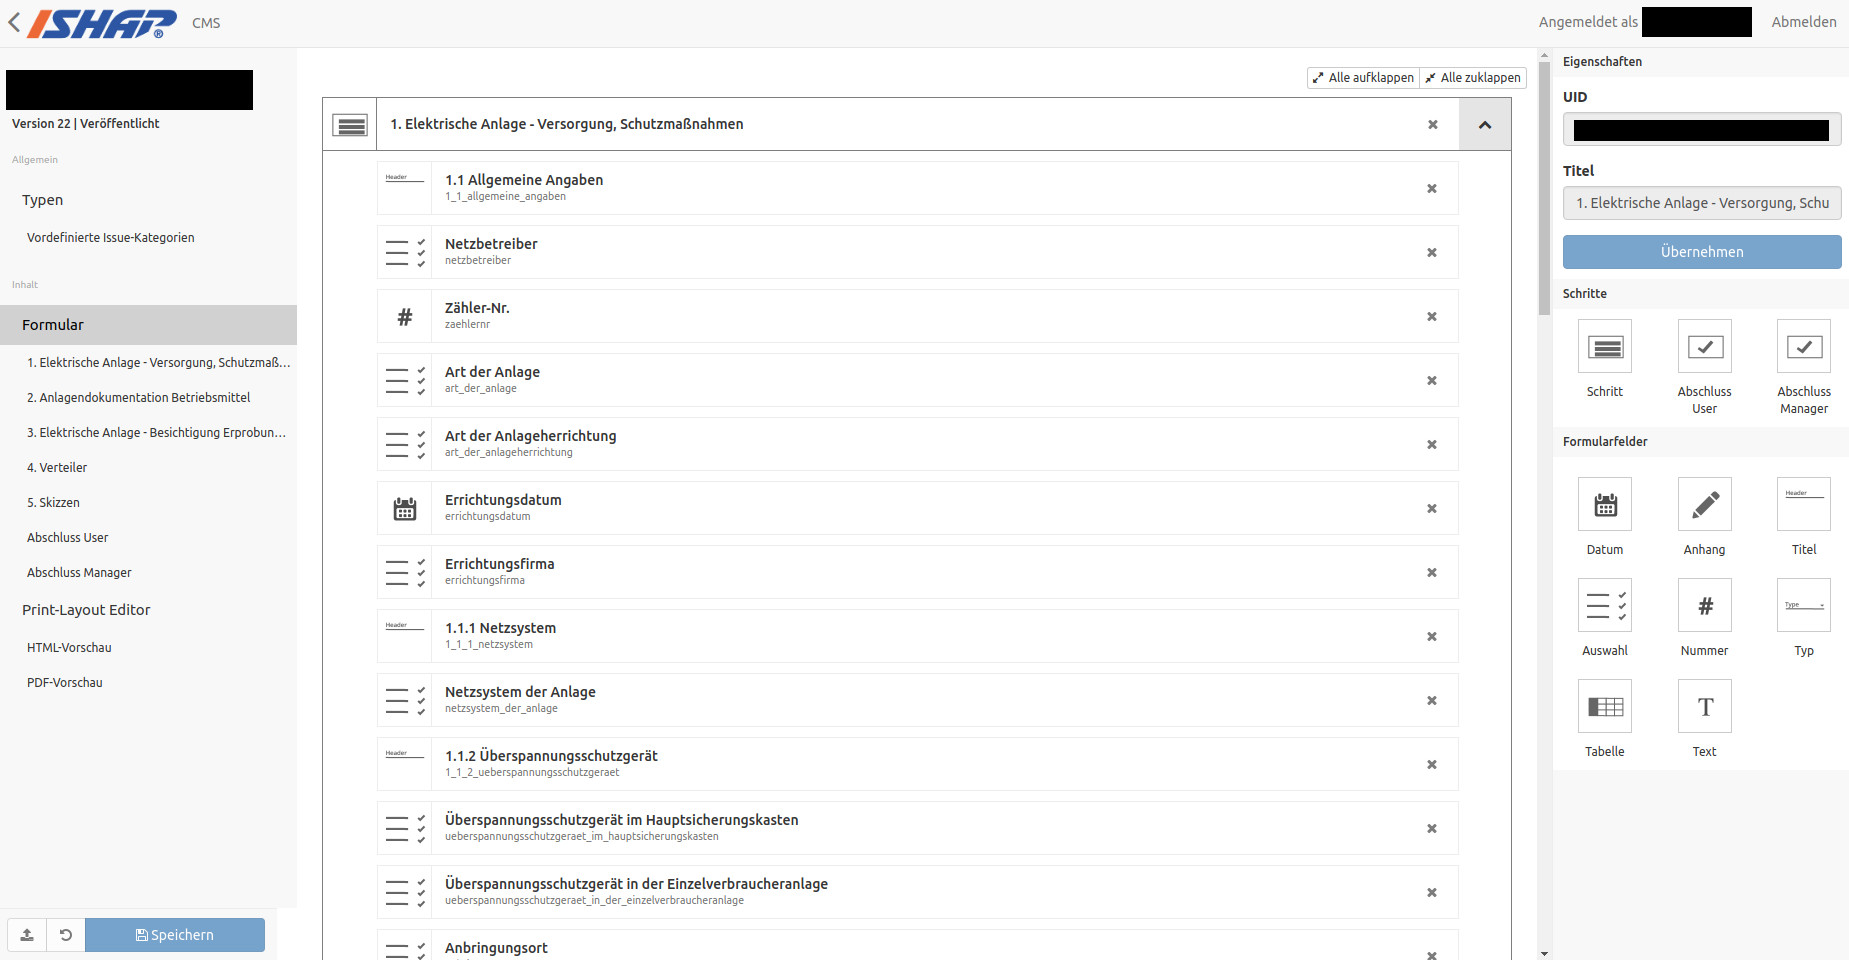 ISHAP® CMS
Angemeldet als
Abmelden
Version 22 | Veröffentlicht
Allgemein
Typen
Vordefinierte Issue-Kategorien
Inhalt
Formular
1. Elektrische Anlage - Versorgung, Schutzmaß...
2. Anlagendokumentation Betriebsmittel
3. Elektrische Anlage - Besichtigung Erprobun...
4. Verteiler
5. Skizzen
Abschluss User
Abschluss Manager
Print-Layout Editor
HTML-Vorschau
PDF-Vorschau
Speichern
Alle aufklappen
Alle zuklappen
1. Elektrische Anlage - Versorgung, Schutzmaßnahmen
Header
1.1 Allgemeine Angaben
1_1_allgemeine_angaben
Netzbetreiber
netzbetreiber
#
Zähler-Nr.
zaehlernr
Art der Anlage
art_der_anlage
Art der Anlageherrichtung
art_der_anlageherrichtung
Errichtungsdatum
errichtungsdatum
Errichtungsfirma
errichtungsfirma
Header
1.1.1 Netzsystem
1_1_1_netzsystem
Netzsystem der Anlage
netzsystem_der_anlage
Header
1.1.2 Überspannungsschutzgerät
1_1_2_ueberspannungsschutzgeraet
Überspannungsschutzgerät im Hauptsicherungskasten
ueberspannungsschutzgeraet_im_hauptsicherungskasten
Überspannungsschutzgerät in der Einzelverbraucheranlage
ueberspannungsschutzgeraet_in_der_einzelverbraucheranlage
Anbringungsort
Eigenschaften
UID
Titel
1. Elektrische Anlage - Versorgung, Schu
Übernehmen
Schritte
Schritt
Abschluss
User
Abschluss
Manager
Formularfelder
Datum
Anhang
Header
Titel
Auswahl
#
Nummer
Type
Typ
Tabelle
T
Text